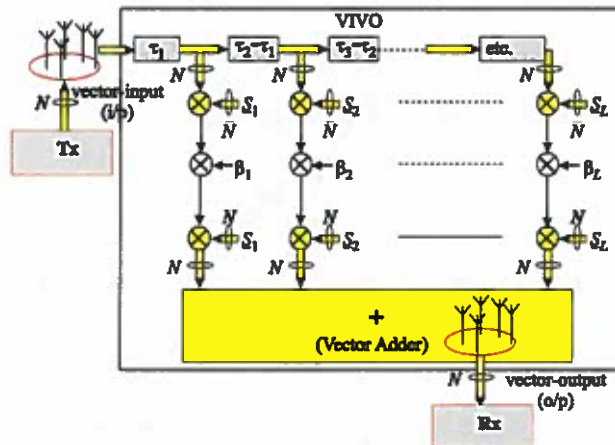 VIVO
τ1 τ2−τ1 τ3−τ2 etc.
N N N N
N vector-input
(i/p)
S1 S2 SL
N̄ N̄ N̄
Tx
β1 β2 βL
N N N
S1 S2 SL
N N N
+
(Vector Adder)
N vector-output
(o/p)
Rx